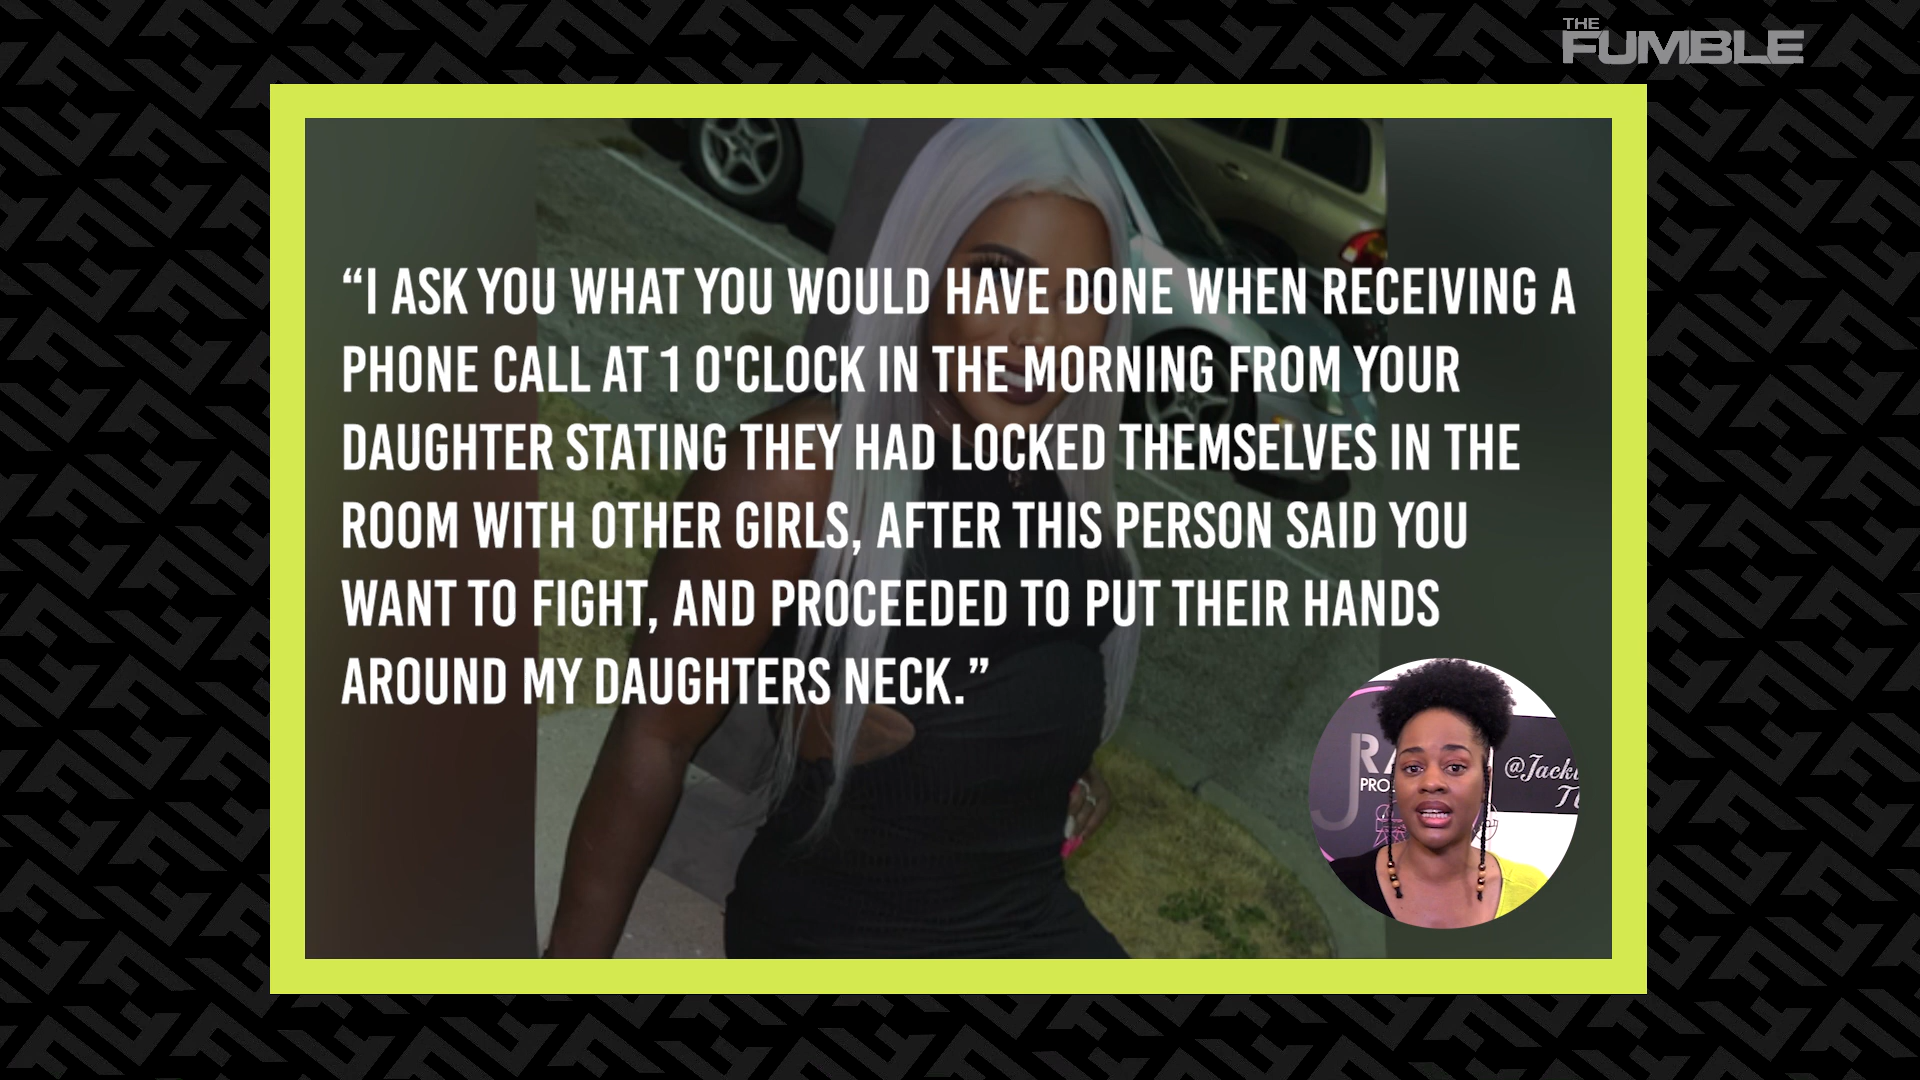 THE
FUMBLE
“I ASK YOU WHAT YOU WOULD HAVE DONE WHEN RECEIVING A
PHONE CALL AT 1 O'CLOCK IN THE MORNING FROM YOUR
DAUGHTER STATING THEY HAD LOCKED THEMSELVES IN THE
ROOM WITH OTHER GIRLS, AFTER THIS PERSON SAID YOU
WANT TO FIGHT, AND PROCEEDED TO PUT THEIR HANDS
AROUND MY DAUGHTERS NECK.”